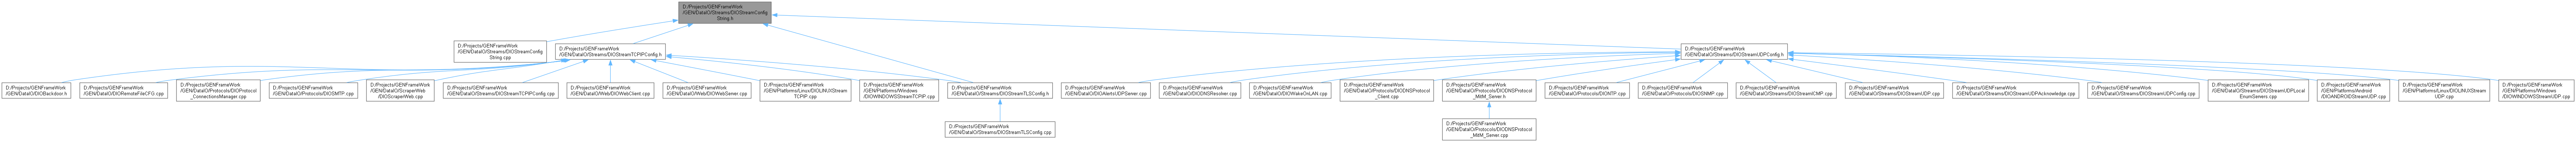 D:/Projects/GENFrameWork
/GEN/DataIO/Streams/DIOStreamConfig
String.h
D:/Projects/GENFrameWork
/GEN/DataIO/Streams/DIOStreamConfig
String.cpp
D:/Projects/GENFrameWork
/GEN/DataIO/Streams/DIOStreamTCPIPConfig.h
D:/Projects/GENFrameWork
/GEN/DataIO/Streams/DIOStreamUDPConfig.h
D:/Projects/GENFrameWork
/GEN/DataIO/DIOBackdoor.h
D:/Projects/GENFrameWork
/GEN/DataIO/DIORemoteFileCFG.cpp
D:/Projects/GENFrameWork
/GEN/DataIO/Protocols/DIOProtocol
_ConnectionsManager.cpp
D:/Projects/GENFrameWork
/GEN/DataIO/Protocols/DIOSMTP.cpp
D:/Projects/GENFrameWork
/GEN/DataIO/ScrapeWeb
/DIOScrapeWeb.cpp
D:/Projects/GENFrameWork
/GEN/DataIO/Streams/DIOStreamTCPIPConfig.cpp
D:/Projects/GENFrameWork
/GEN/DataIO/Web/DIOWebClient.cpp
D:/Projects/GENFrameWork
/GEN/DataIO/Web/DIOWebServer.cpp
D:/Projects/GENFrameWork
/GEN/Platforms/Linux/DIOLINUXStream
TCPIP.cpp
D:/Projects/GENFrameWork
/GEN/Platforms/Windows
/DIOWINDOWSStreamTCPIP.cpp
D:/Projects/GENFrameWork
/GEN/DataIO/Streams/DIOStreamTLSConfig.h
D:/Projects/GENFrameWork
/GEN/DataIO/DIOAlerts/UDPServer.cpp
D:/Projects/GENFrameWork
/GEN/DataIO/DIODNSResolver.cpp
D:/Projects/GENFrameWork
/GEN/DataIO/DIOWakeOnLAN.cpp
D:/Projects/GENFrameWork
/GEN/DataIO/Protocols/DIODNSProtocol
_Client.cpp
D:/Projects/GENFrameWork
/GEN/DataIO/Protocols/DIODNSProtocol
_MitM_Server.h
D:/Projects/GENFrameWork
/GEN/DataIO/Protocols/DIONTP.cpp
D:/Projects/GENFrameWork
/GEN/DataIO/Protocols/DIOSNMP.cpp
D:/Projects/GENFrameWork
/GEN/DataIO/Streams/DIOStreamICMP.cpp
D:/Projects/GENFrameWork
/GEN/DataIO/Streams/DIOStreamUDP.cpp
D:/Projects/GENFrameWork
/GEN/DataIO/Streams/DIOStreamUDPAcknowledge.cpp
D:/Projects/GENFrameWork
/GEN/DataIO/Streams/DIOStreamUDPConfig.cpp
D:/Projects/GENFrameWork
/GEN/DataIO/Streams/DIOStreamUDPLocal
EnumServers.cpp
D:/Projects/GENFrameWork
/GEN/Platforms/Android
/DIOANDROIDStreamUDP.cpp
D:/Projects/GENFrameWork
/GEN/Platforms/Linux/DIOLINUXStream
UDP.cpp
D:/Projects/GENFrameWork
/GEN/Platforms/Windows
/DIOWINDOWSStreamUDP.cpp
D:/Projects/GENFrameWork
/GEN/DataIO/Streams/DIOStreamTLSConfig.cpp
D:/Projects/GENFrameWork
/GEN/DataIO/Protocols/DIODNSProtocol
_MitM_Server.cpp